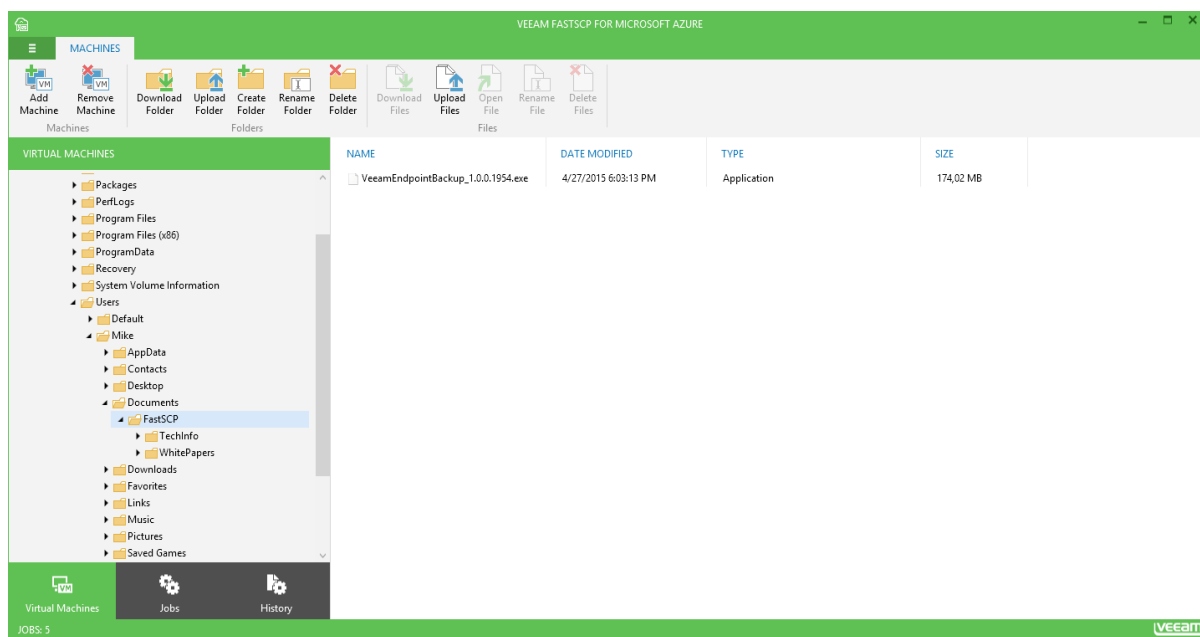 VEEAM FASTSCP FOR MICROSOFT AZURE
MACHINES
Add Machine
Remove Machine
Machines
Download Folder
Upload Folder
Create Folder
Rename Folder
Delete Folder
Folders
Download Files
Upload Files
Open File
Rename File
Delete Files
Files
VIRTUAL MACHINES
NAME DATE MODIFIED TYPE SIZE
VeeamEndpointBackup_1.0.0.1954.exe 4/27/2015 6:03:13 PM Application 174,02 MB
Packages
PerfLogs
Program Files
Program Files (x86)
ProgramData
Recovery
System Volume Information
Users
Default
Mike
AppData
Contacts
Desktop
Documents
FastSCP
TechInfo
WhitePapers
Downloads
Favorites
Links
Music
Pictures
Saved Games
VM
Virtual Machines
Jobs
History
JOBS: 5
veeam